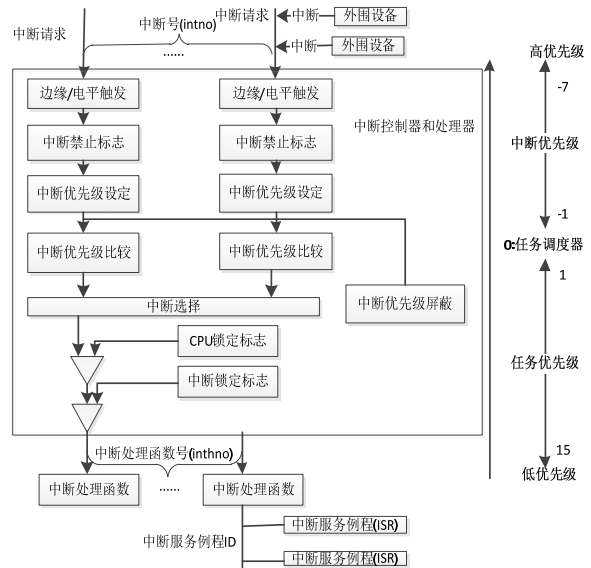 中断请求
中断号(intno)
中断请求
中断
外围设备
中断
外围设备
......
边缘/电平触发
边缘/电平触发
中断控制器和处理器
中断禁止标志
中断禁止标志
中断优先级设定
中断优先级设定
中断优先级比较
中断优先级比较
中断选择
中断优先级屏蔽
CPU锁定标志
中断锁定标志
中断处理函数号(inthno)
中断处理函数
......
中断处理函数
中断服务例程ID
中断服务例程(ISR)
中断服务例程(ISR)
高优先级
-7
中断优先级
-1
0:任务调度器
1
任务优先级
15
低优先级